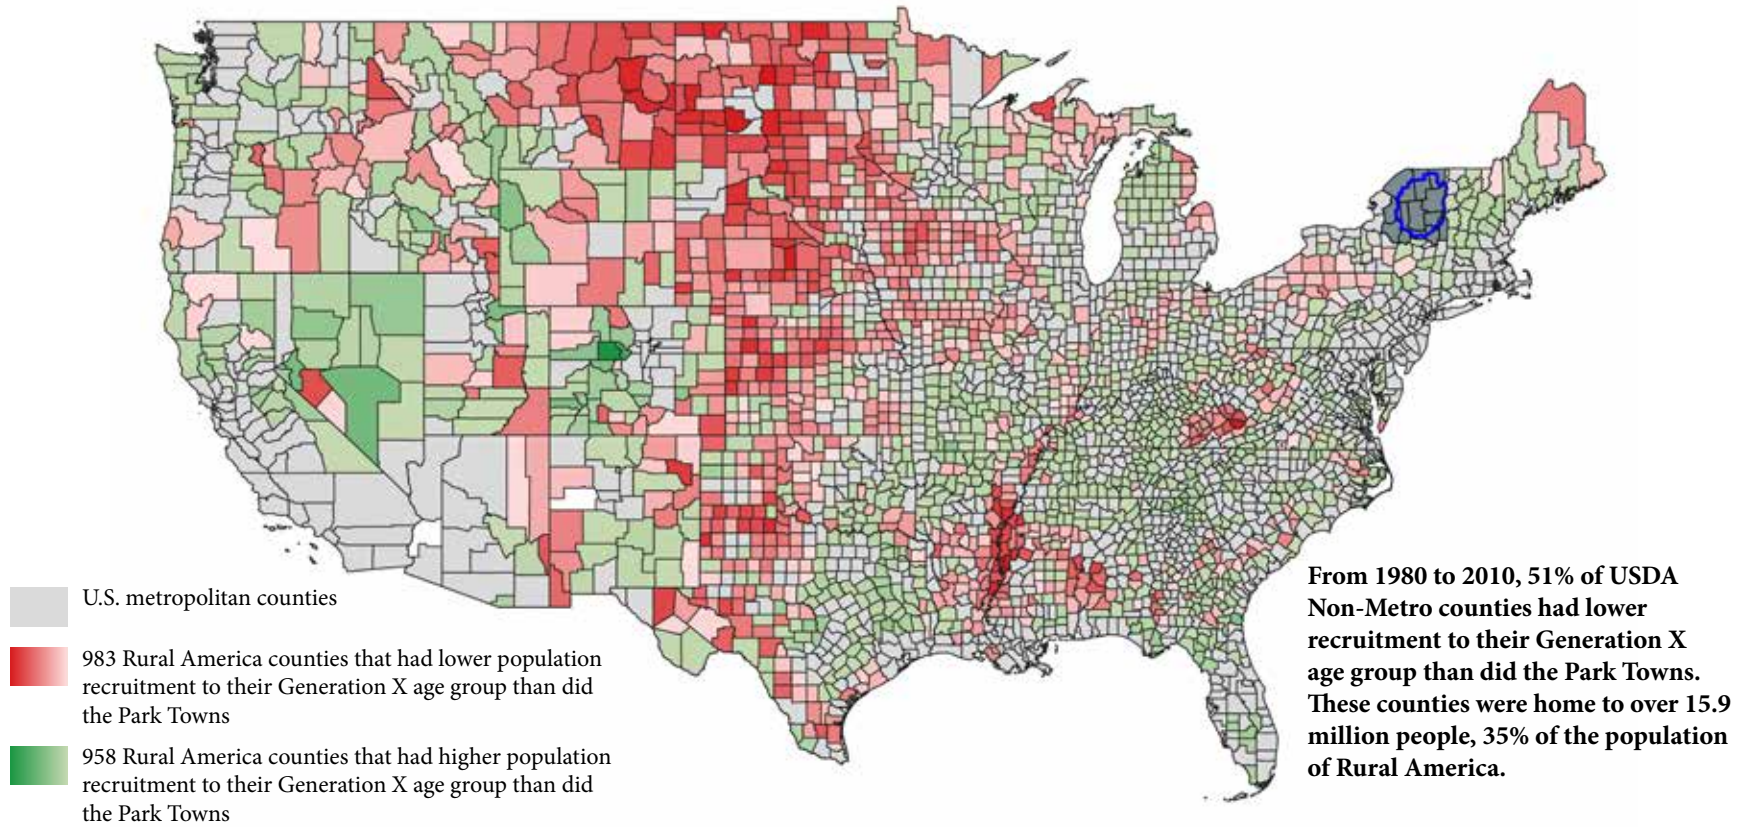 U.S. metropolitan counties
983 Rural America counties that had lower population
recruitment to their Generation X age group than did
the Park Towns
958 Rural America counties that had higher population
recruitment to their Generation X age group than did
the Park Towns
From 1980 to 2010, 51% of USDA
Non-Metro counties had lower
recruitment to their Generation X
age group than did the Park Towns.
These counties were home to over 15.9
million people, 35% of the population
of Rural America.